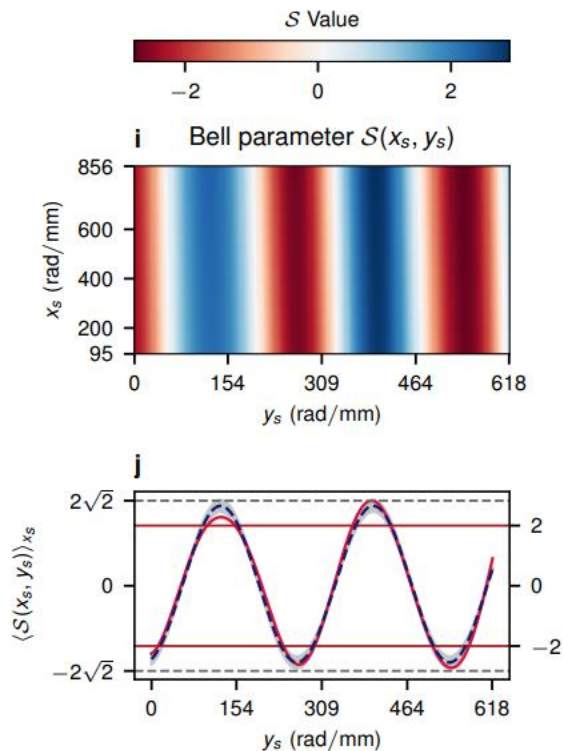 𝒮 Value
−2 0 2
i Bell parameter 𝒮(xₛ, yₛ)
856
600
400
200
95
xₛ (rad/mm)
0 154 309 464 618
yₛ (rad/mm)
j
2√2
0
−2√2
2
0
−2
⟨𝒮(xₛ, yₛ)⟩xₛ
0 154 309 464 618
yₛ (rad/mm)